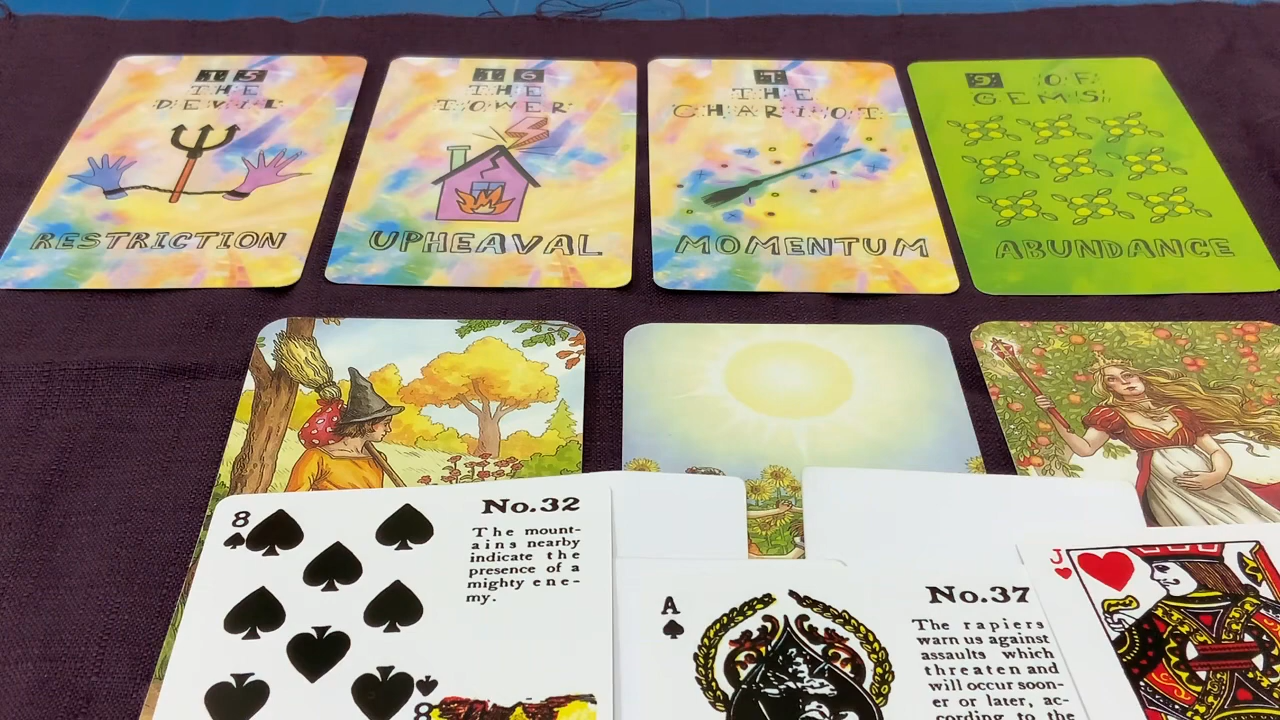 15
THE
DEVIL
RESTRICTION
16
THE
TOWER
UPHEAVAL
7
THE
CHARIOT
MOMENTUM
9 OF
GEMS
ABUNDANCE
8
No.32
The mount-
ains nearby
indicate the
presence of a
mighty ene-
my.
8
A
No.37
The rapiers
warn us against
assaults which
threaten and
will occur soon-
er or later, ac-
cording to the
J